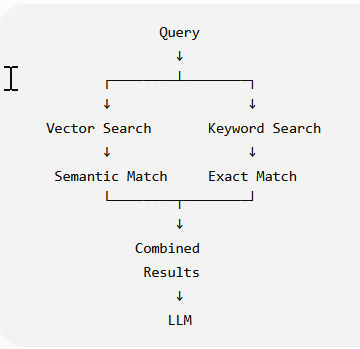 Query
Vector Search Keyword Search
Semantic Match Exact Match
Combined
Results
LLM